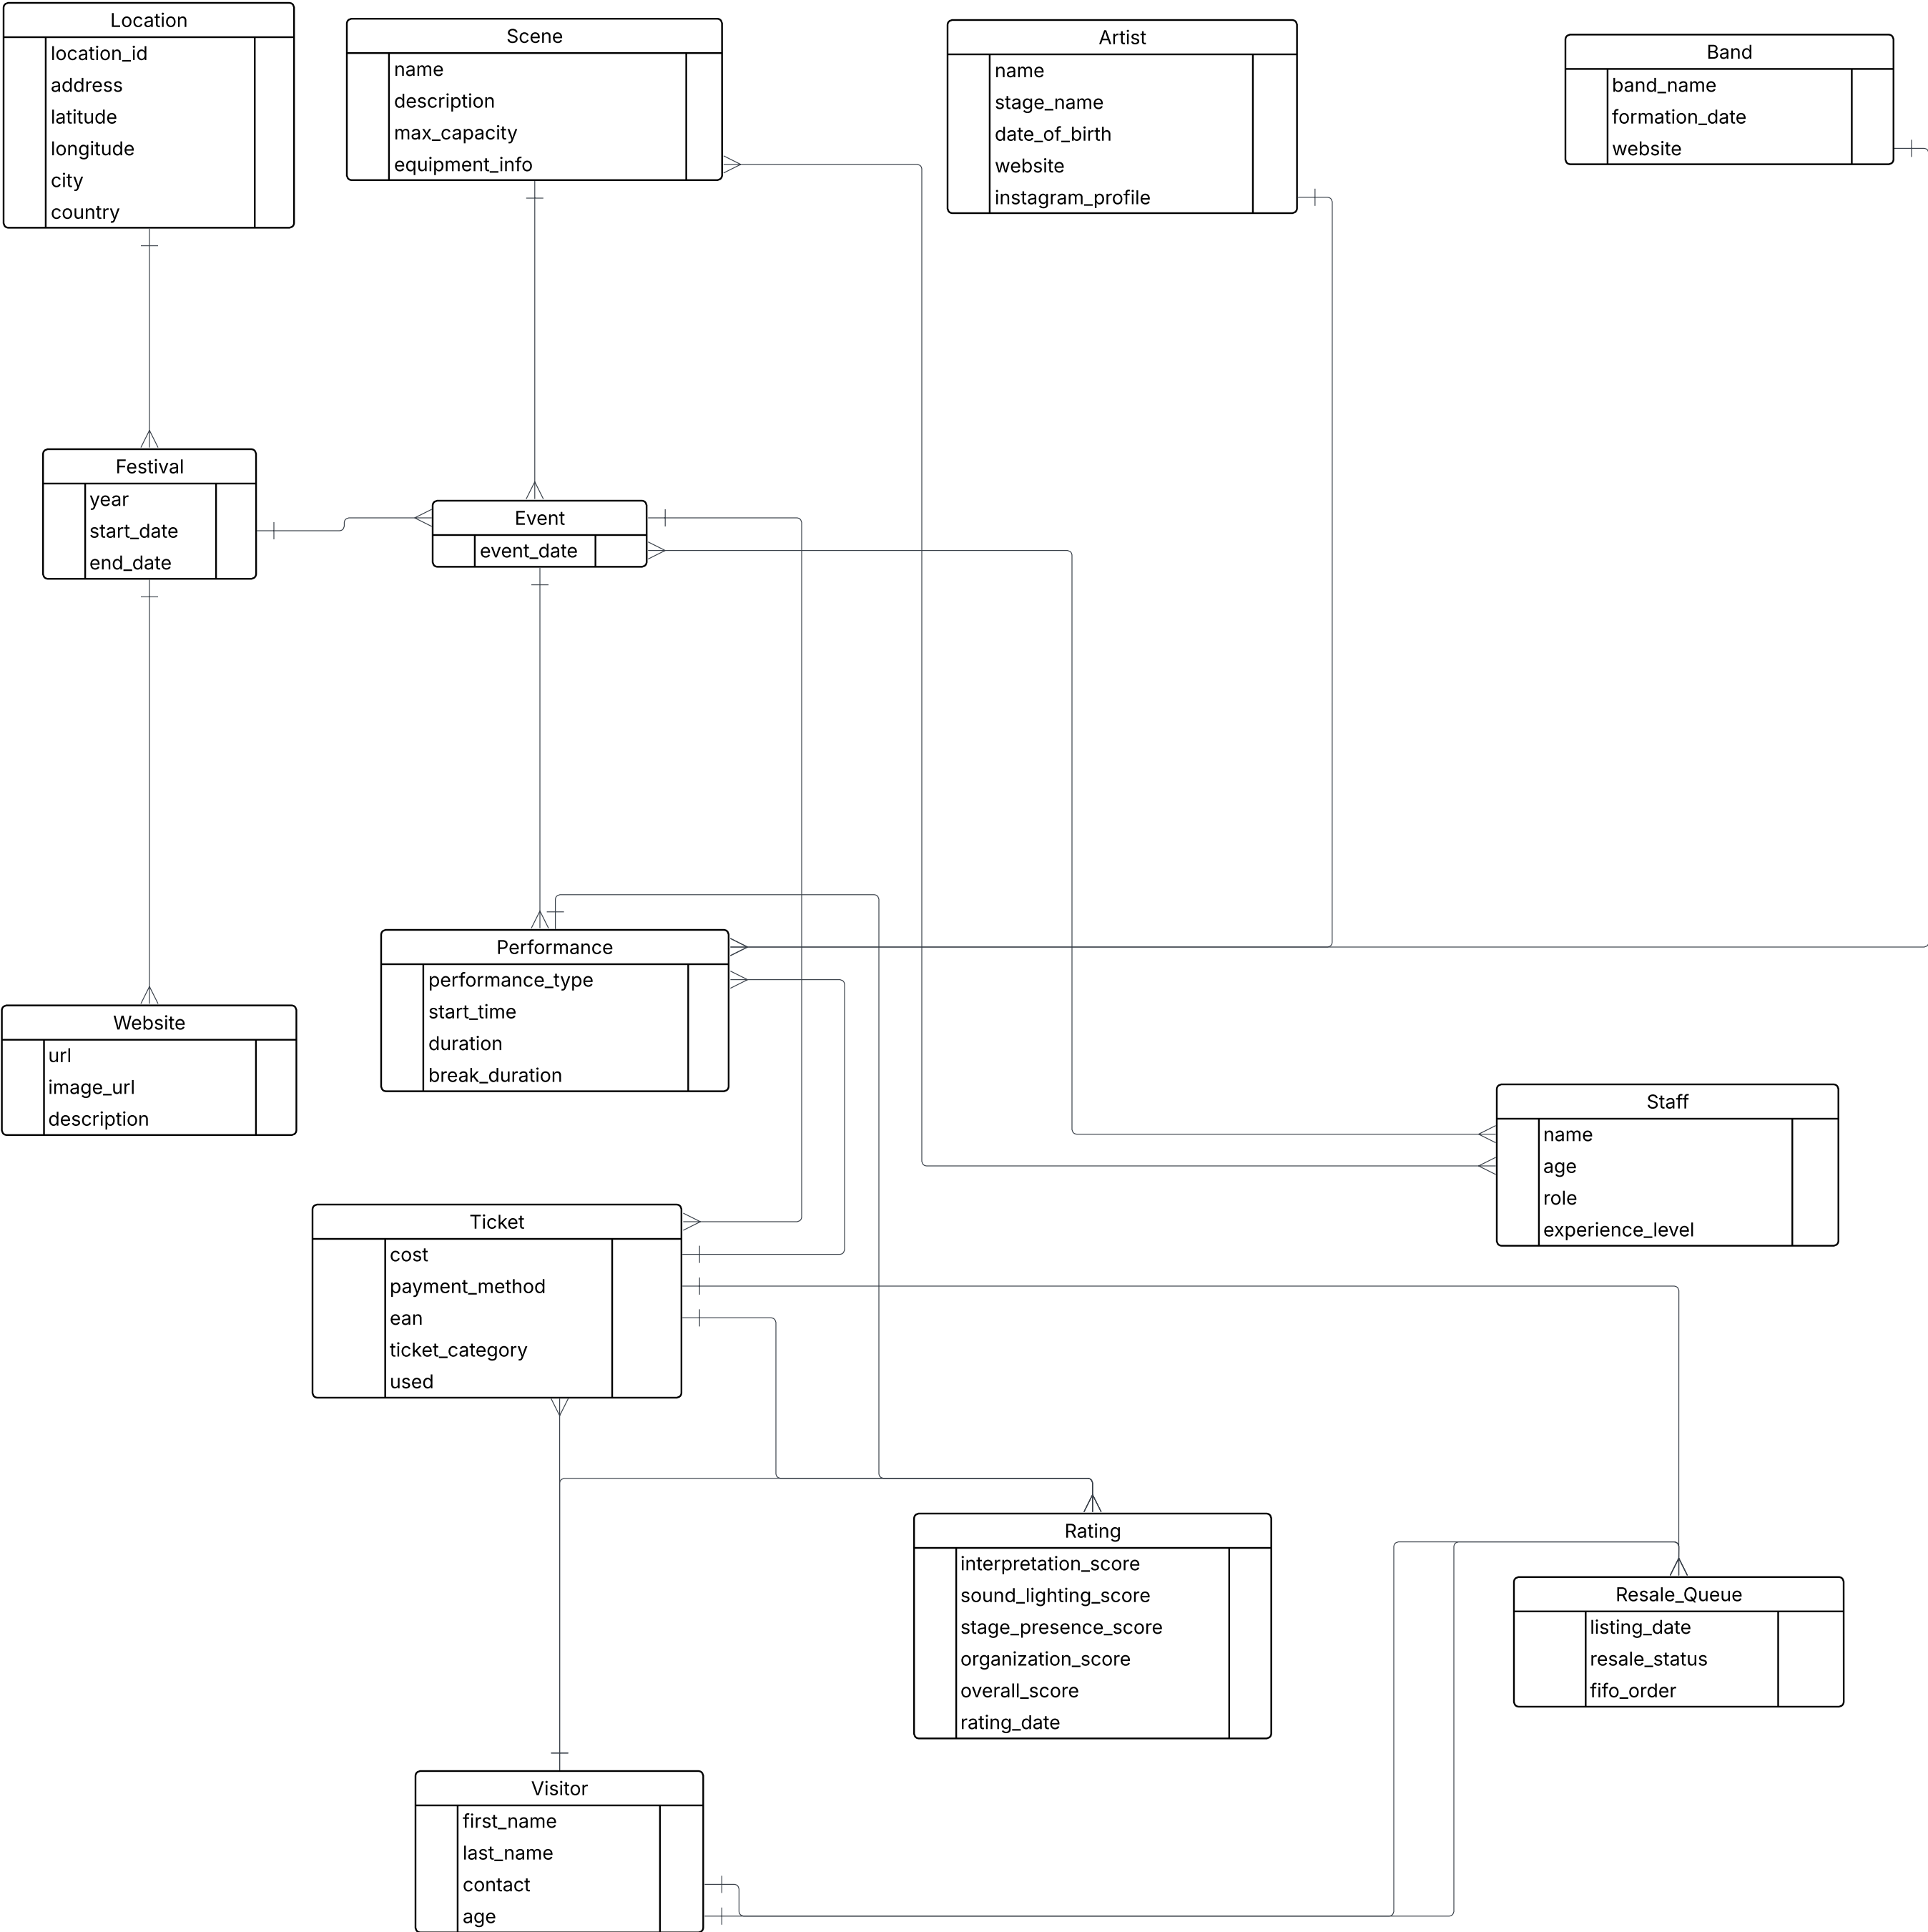 Location
location_id
address
latitude
longitude
city
country
Scene
name
description
max_capacity
equipment_info
Artist
name
stage_name
date_of_birth
website
instagram_profile
Band
band_name
formation_date
website
Festival
year
start_date
end_date
Event
event_date
Performance
performance_type
start_time
duration
break_duration
Website
url
image_url
description
Staff
name
age
role
experience_level
Ticket
cost
payment_method
ean
ticket_category
used
Rating
interpretation_score
sound_lighting_score
stage_presence_score
organization_score
overall_score
rating_date
Resale_Queue
listing_date
resale_status
fifo_order
Visitor
first_name
last_name
contact
age